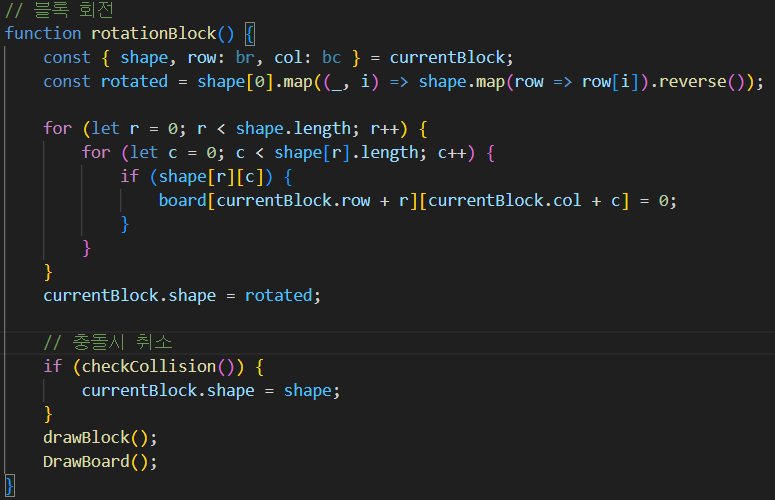 // 블록 회전
function rotationBlock() {
    const { shape, row: br, col: bc } = currentBlock;
    const rotated = shape[0].map((_, i) => shape.map(row => row[i]).reverse());

    for (let r = 0; r < shape.length; r++) {
        for (let c = 0; c < shape[r].length; c++) {
            if (shape[r][c]) {
                board[currentBlock.row + r][currentBlock.col + c] = 0;
            }
        }
    }
    currentBlock.shape = rotated;

    // 충돌시 취소
    if (checkCollision()) {
        currentBlock.shape = shape;
    }
    drawBlock();
    DrawBoard();
}